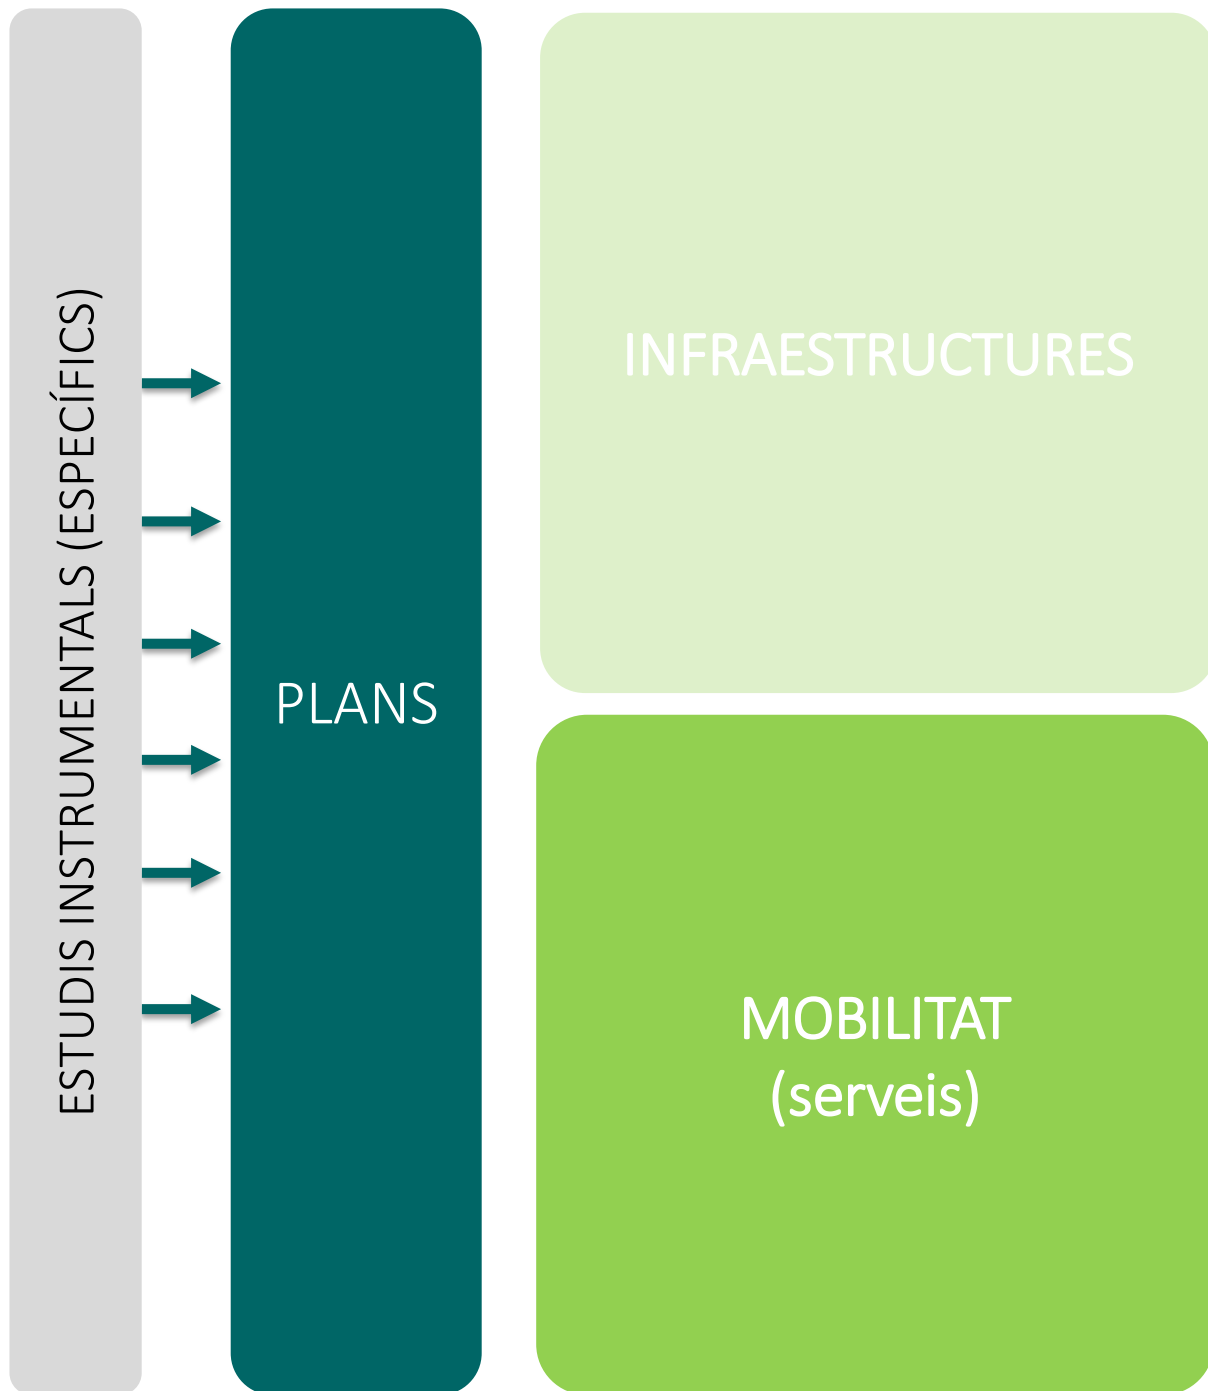 ESTUDIS INSTRUMENTALS (ESPECÍFICS)
PLANS
INFRAESTRUCTURES
MOBILITAT
(serveis)